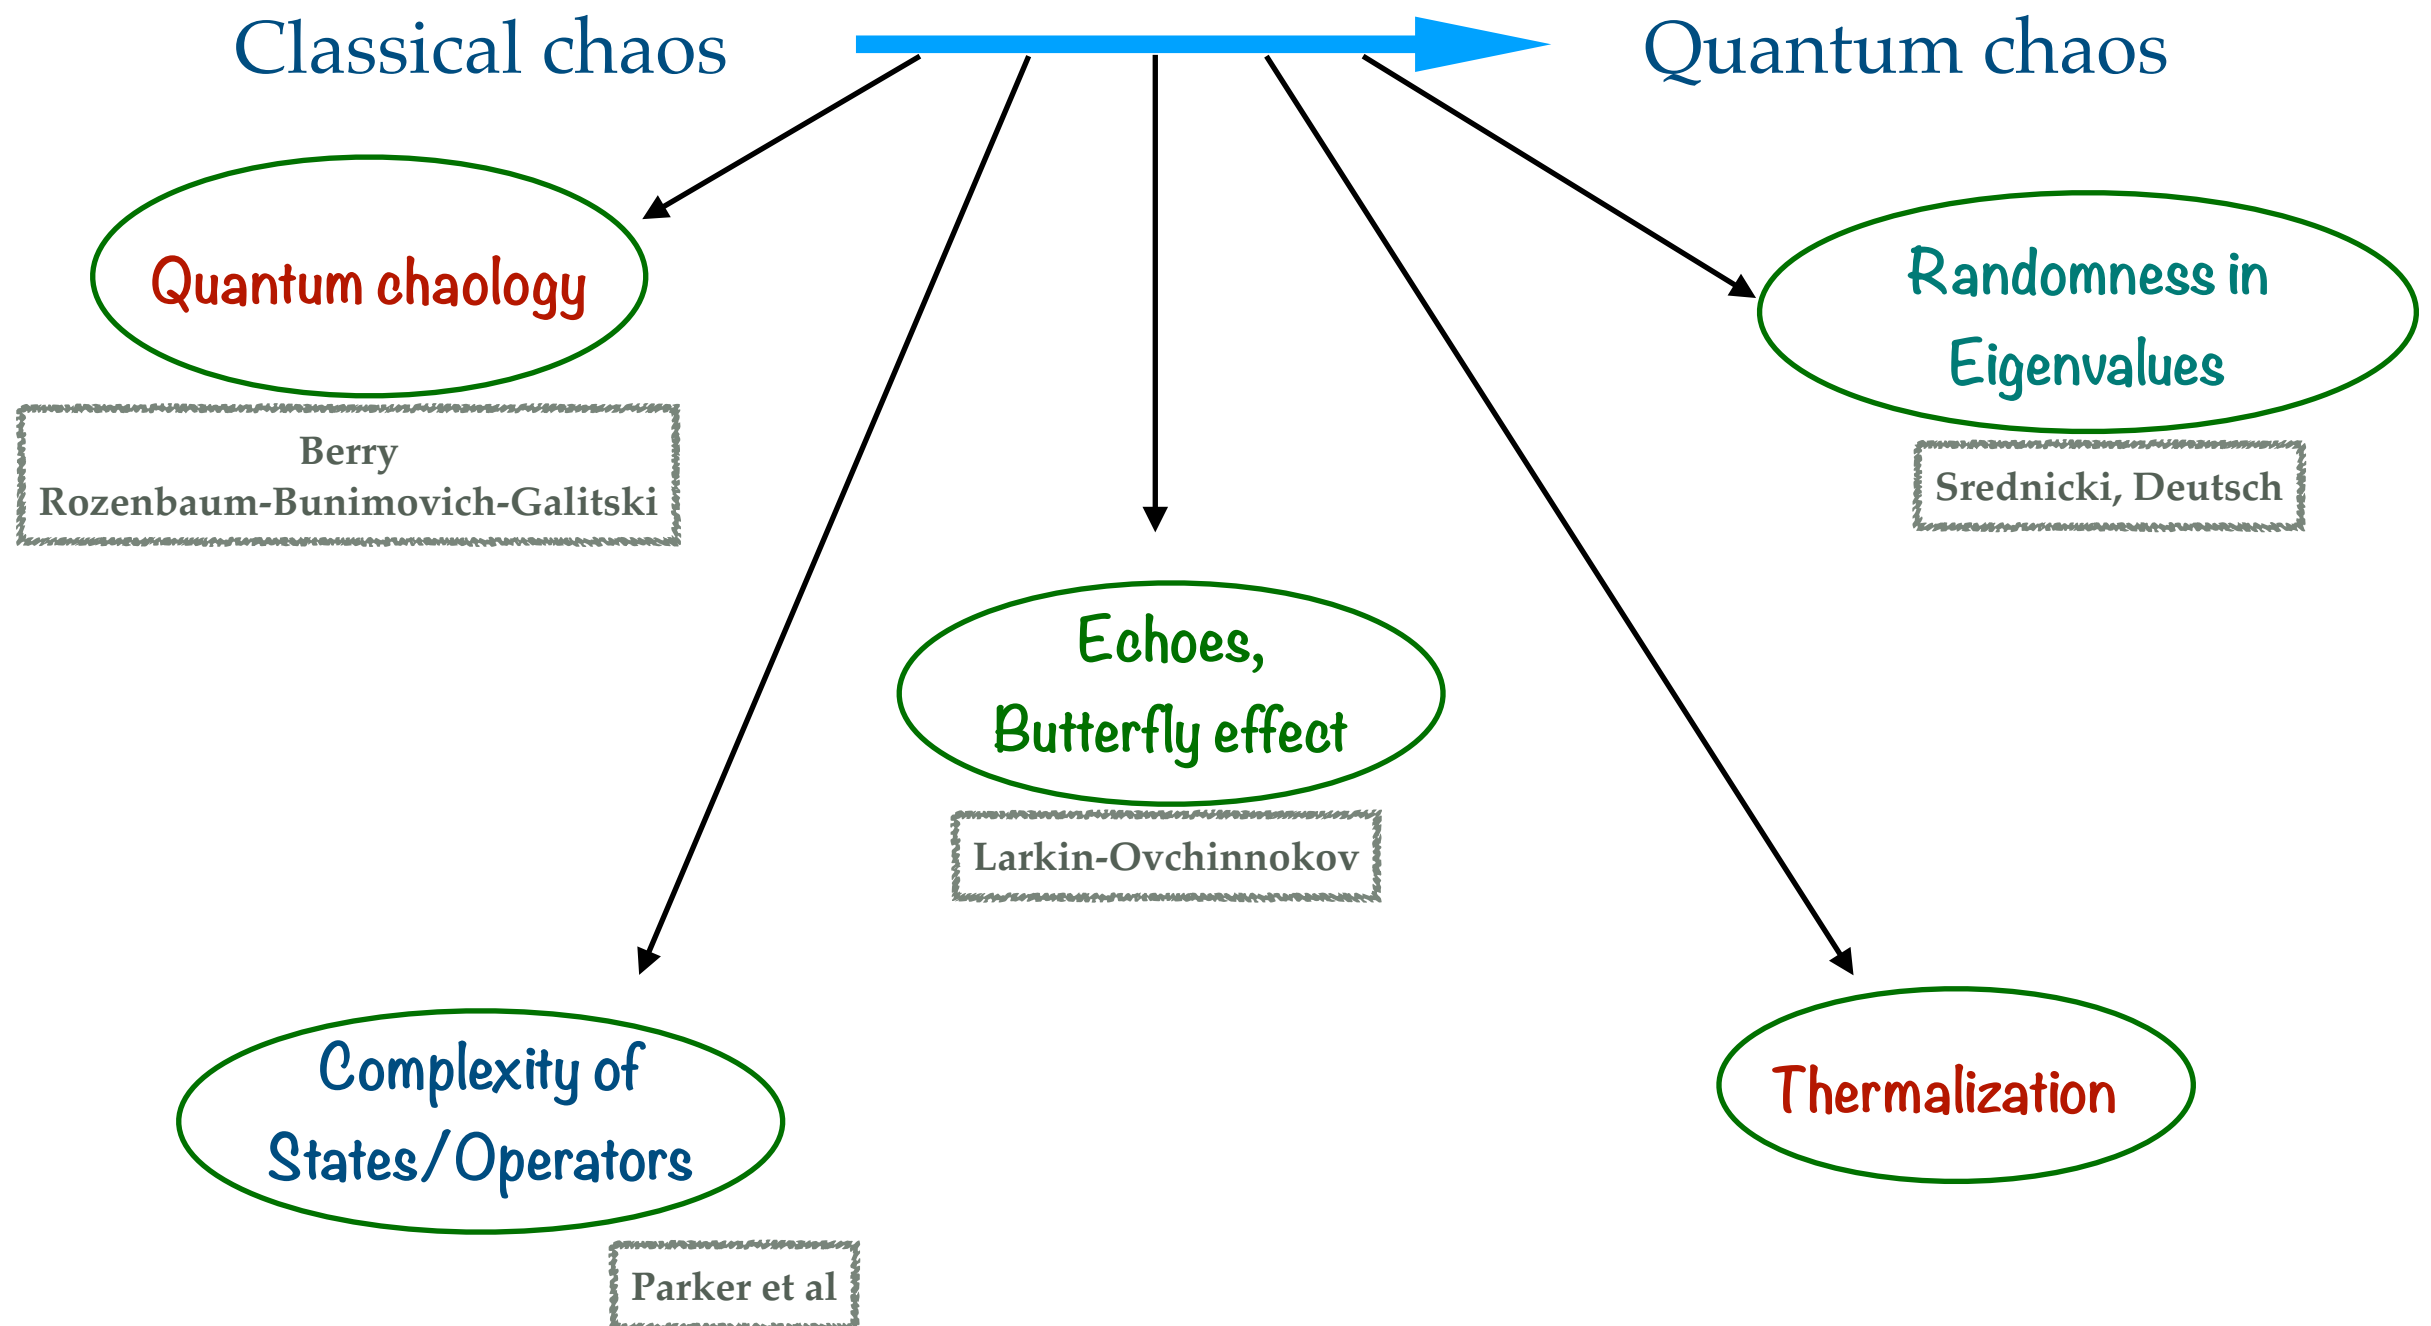 Classical chaos
Quantum chaos
Quantum chaology
Berry
Rozenbaum-Bunimovich-Galitski
Randomness in
Eigenvalues
Srednicki, Deutsch
Echoes,
Butterfly effect
Larkin-Ovchinnokov
Complexity of
States/Operators
Parker et al
Thermalization